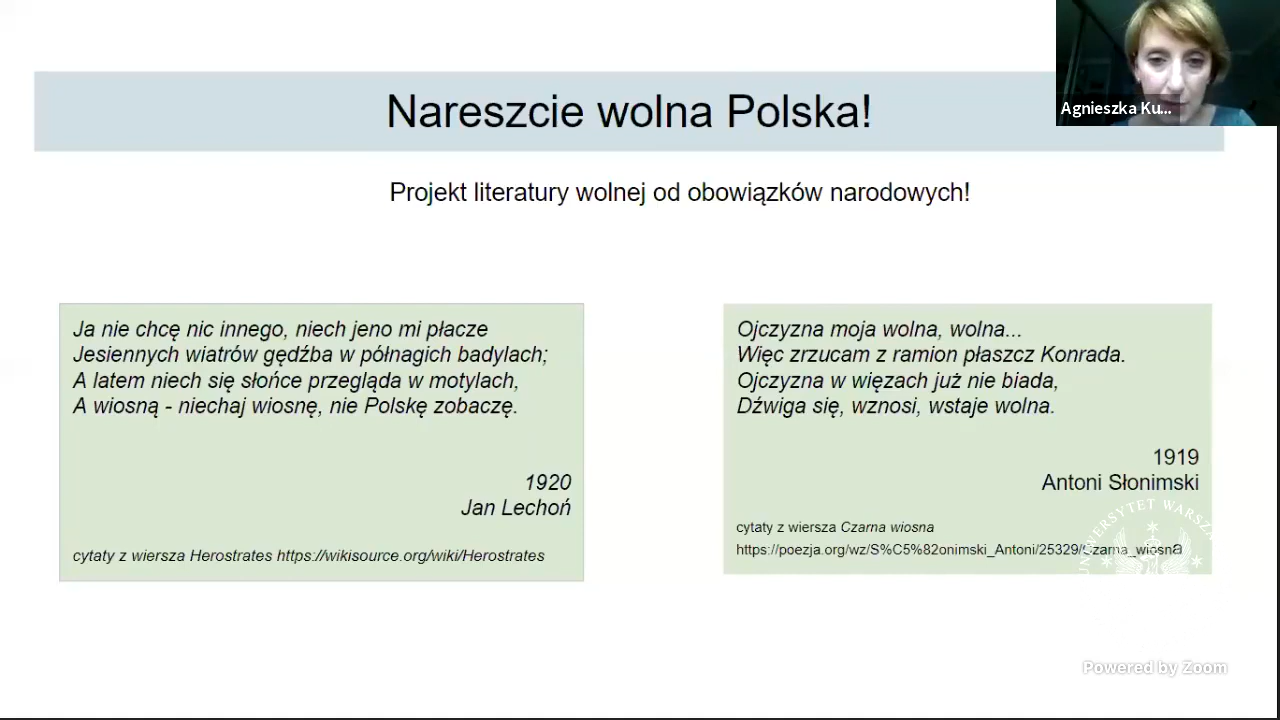 Nareszcie wolna Polska!
Agnieszka Ku...
Projekt literatury wolnej od obowiązków narodowych!
Ja nie chcę nic innego, niech jeno mi płacze
Jesiennych wiatrów gędźba w półnagich badylach;
A latem niech się słońce przegląda w motylach,
A wiosną - niechaj wiosnę, nie Polskę zobaczę.
1920
Jan Lechoń
cytaty z wiersza Herostrates https://wikisource.org/wiki/Herostrates
Ojczyzna moja wolna, wolna...
Więc zrzucam z ramion płaszcz Konrada.
Ojczyzna w więzach już nie biada,
Dźwiga się, wznosi, wstaje wolna.
1919
Antoni Słonimski
cytaty z wiersza Czarna wiosna
https://poezja.org/wz/S%C5%82onimski_Antoni/25329/Czarna_wiosna
UNIWERSYTET WARSZA
Powered by Zoom